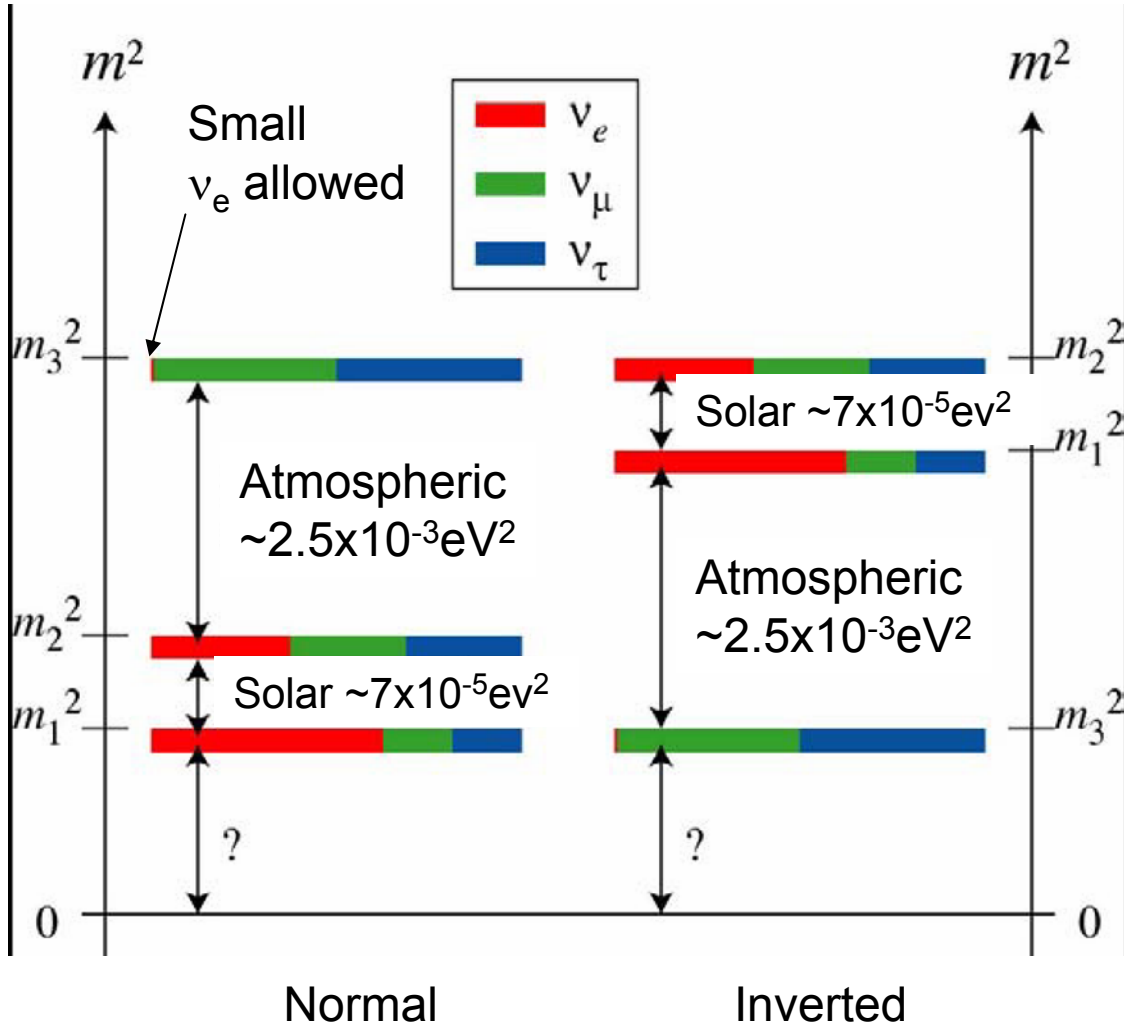 m²
m²
Small
νe allowed
νe
νμ
ντ
m₃²
m₂²
Solar ~7x10⁻⁵ev²
m₁²
Atmospheric
~2.5x10⁻³eV²
Atmospheric
~2.5x10⁻³eV²
m₂²
Solar ~7x10⁻⁵ev²
m₁²
m₃²
?
?
0
0
Normal
Inverted